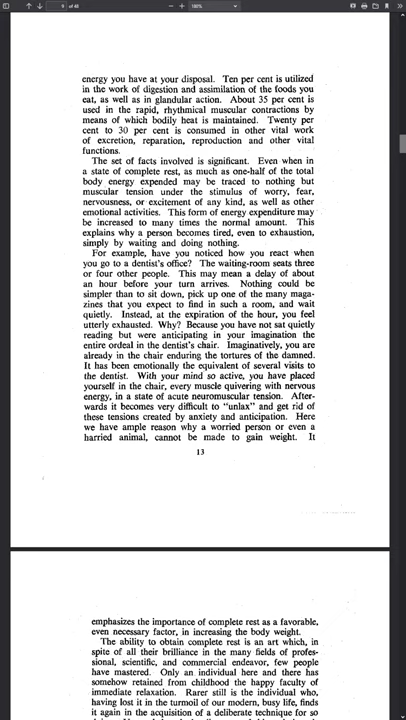 9 of 40
180%
energy you have at your disposal. Ten per cent is utilized
in the work of digestion and assimilation of the foods you
eat, as well as in glandular action. About 35 per cent is
used in the rapid, rhythmical muscular contractions by
means of which bodily heat is maintained. Twenty per
cent to 30 per cent is consumed in other vital work
of excretion, reparation, reproduction and other vital
functions.
The set of facts involved is significant. Even when in
a state of complete rest, as much as one-half of the total
body energy expended may be traced to nothing but
muscular tension under the stimulus of worry, fear,
nervousness, or excitement of any kind, as well as other
emotional activities. This form of energy expenditure may
be increased to many times the normal amount. This
explains why a person becomes tired, even to exhaustion,
simply by waiting and doing nothing.
For example, have you noticed how you react when
you go to a dentist's office? The waiting-room seats three
or four other people. This may mean a delay of about
an hour before your turn arrives. Nothing could be
simpler than to sit down, pick up one of the many maga-
zines that you expect to find in such a room, and wait
quietly. Instead, at the expiration of the hour, you feel
utterly exhausted. Why? Because you have not sat quietly
reading but were anticipating in your imagination the
entire ordeal in the dentist's chair. Imaginatively, you are
already in the chair enduring the tortures of the damned.
It has been emotionally the equivalent of several visits to
the dentist. With your mind so active, you have placed
yourself in the chair, every muscle quivering with nervous
energy, in a state of acute neuromuscular tension. After-
wards it becomes very difficult to "unlax" and get rid of
these tensions created by anxiety and anticipation. Here
we have ample reason why a worried person or even a
harried animal, cannot be made to gain weight. It
13
emphasizes the importance of complete rest as a favorable,
even necessary factor, in increasing the body weight.
The ability to obtain complete rest is an art which, in
spite of all their brilliance in the many fields of profes-
sional, scientific, and commercial endeavor, few people
have mastered. Only an individual here and there has
somehow retained from childhood the happy faculty of
immediate relaxation. Rarer still is the individual who,
having lost it in the turmoil of our modern, busy life, finds
it again in the acquisition of a deliberate technique for so